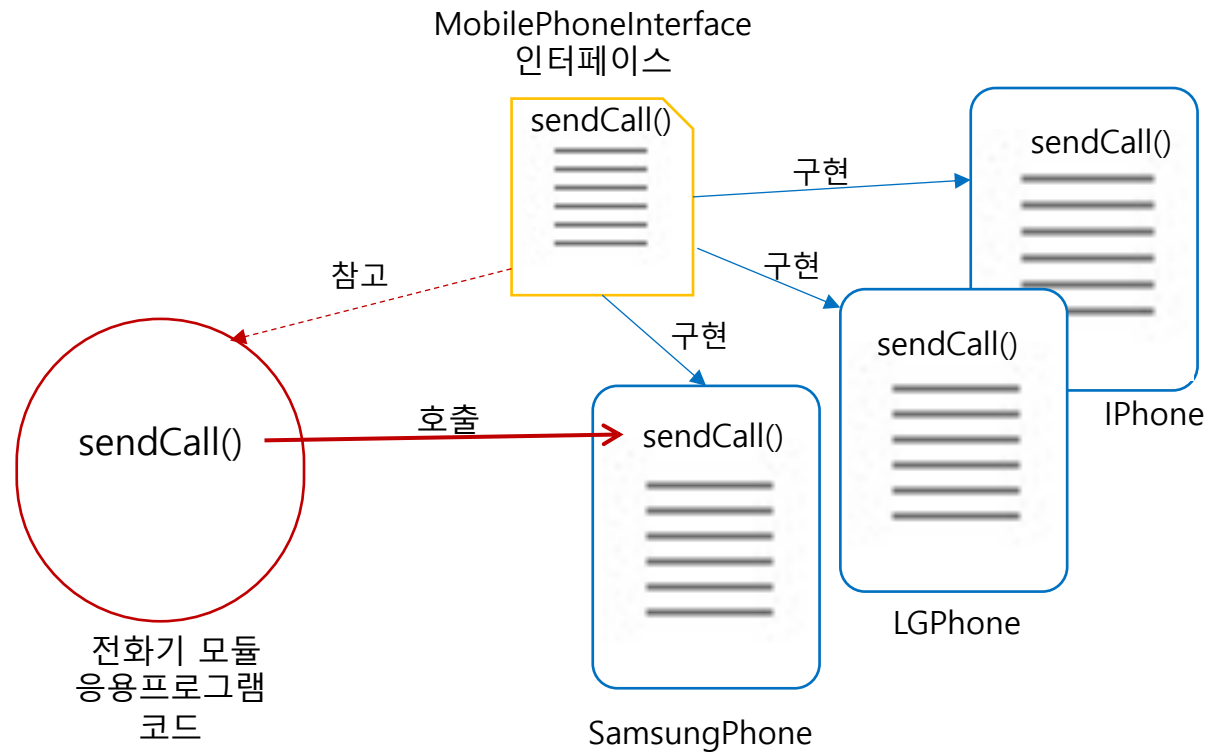 MobilePhoneInterface
인터페이스
sendCall()
sendCall()
구현
구현
참고
구현
sendCall()
호출
sendCall()
sendCall()
IPhone
LGPhone
전화기 모듈
응용프로그램
코드
SamsungPhone